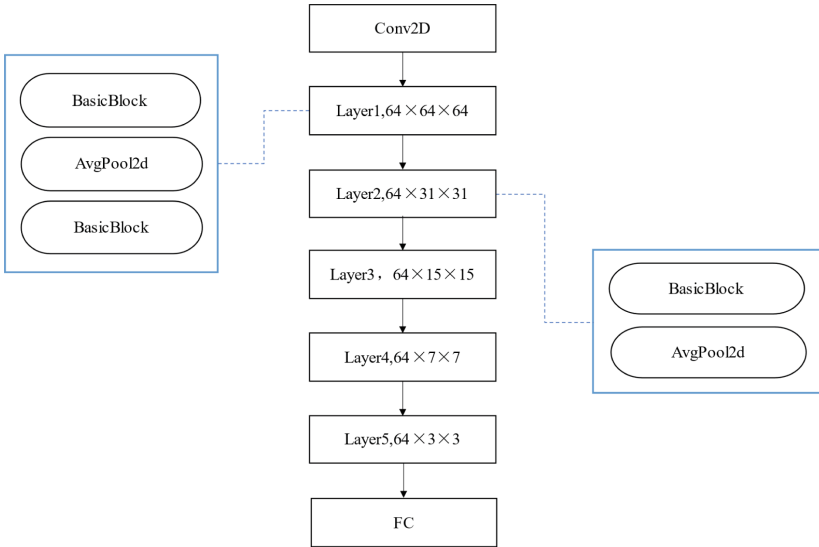 Conv2D
BasicBlock
Layer1,64×64×64
AvgPool2d
Layer2,64×31×31
BasicBlock
Layer3，64×15×15
BasicBlock
AvgPool2d
Layer4,64×7×7
Layer5,64×3×3
FC